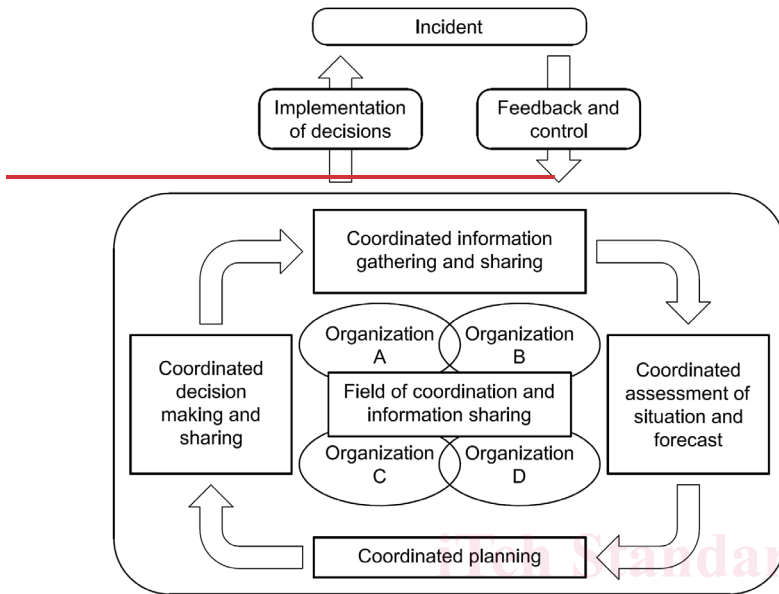 Incident
Implementation
of decisions
Feedback and
control
Coordinated information
gathering and sharing
Organization
A
Organization
B
Coordinated
decision
making and
sharing
Field of coordination and
information sharing
Coordinated
assessment of
situation and
forecast
Organization
C
Organization
D
Coordinated planning
iTeh Standar